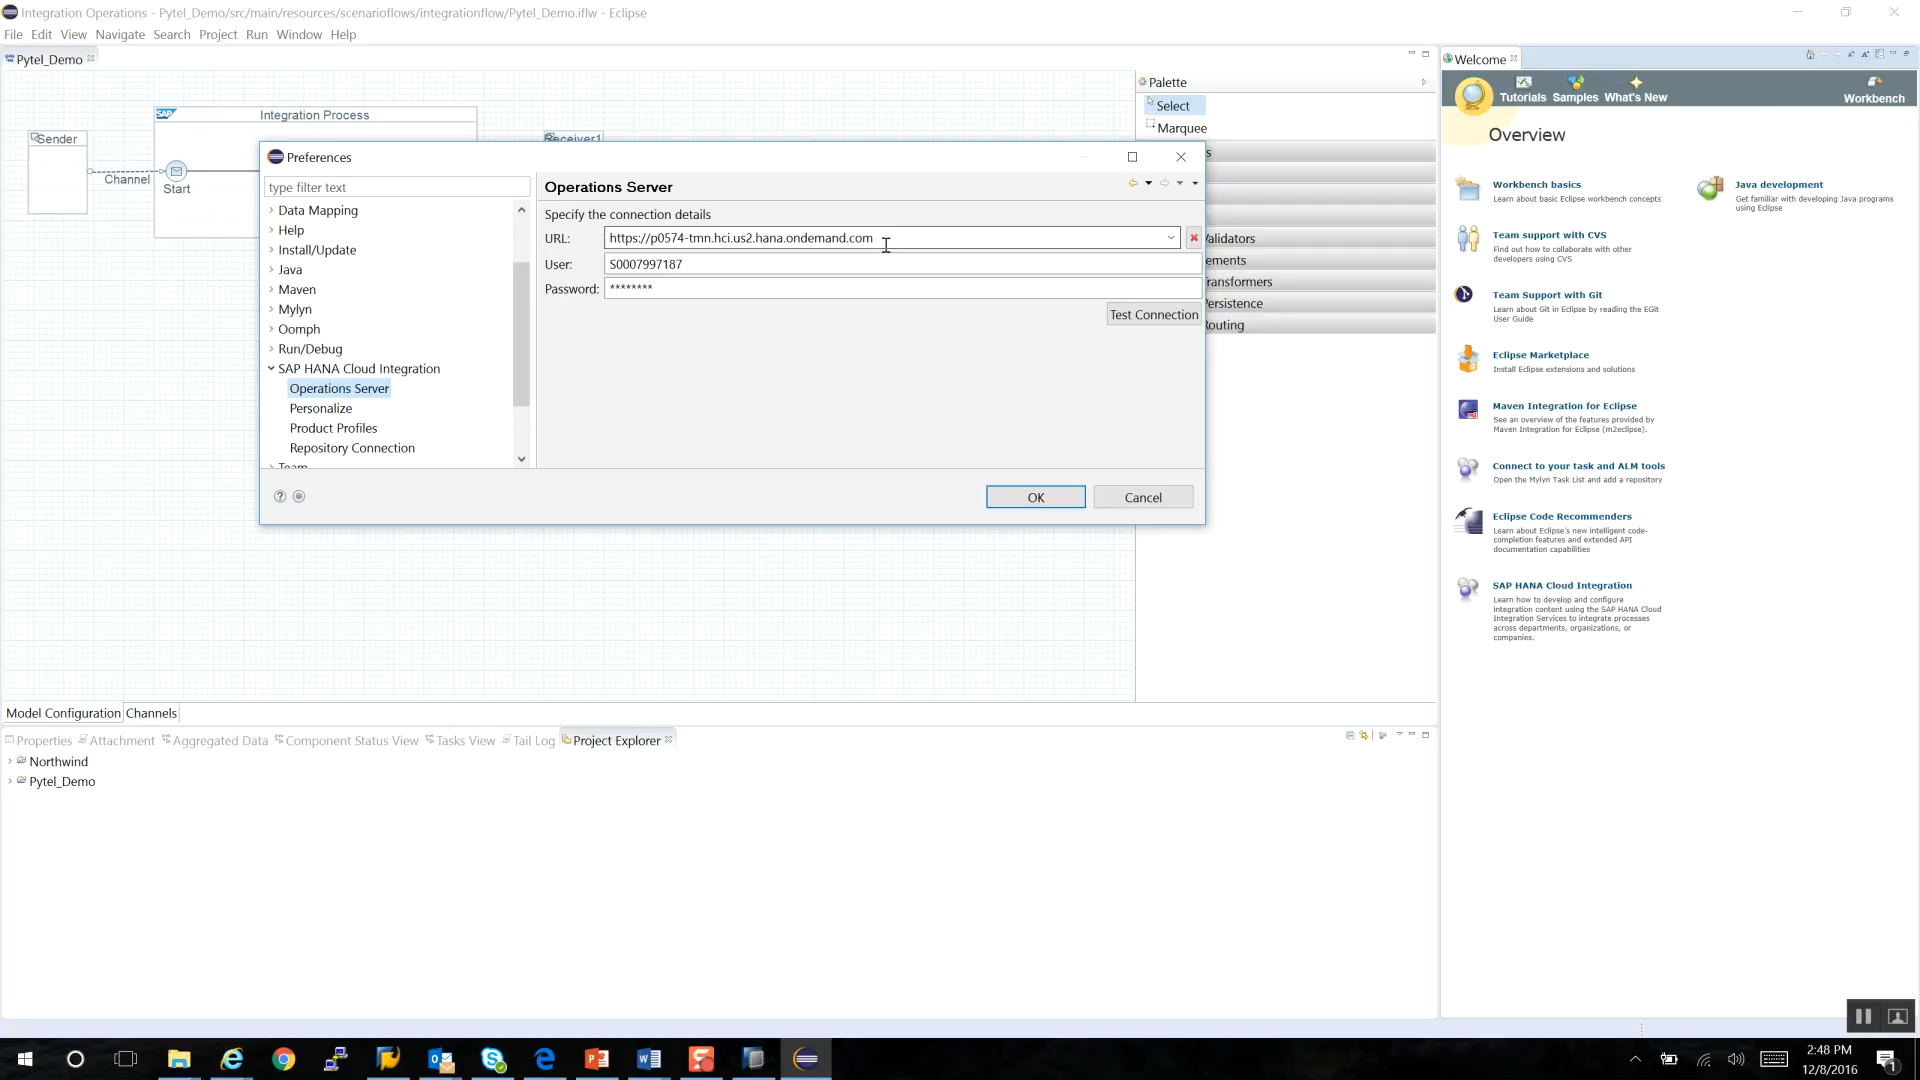 Integration Operations - Pytel_Demo/src/main/resources/scenarioflows/integrationflow/Pytel_Demo.iflw - Eclipse
File Edit View Navigate Search Project Run Window Help
Pytel_Demo
SAP
Integration Process
Sender
Channel
Start
Receiver1
Palette
Select
Marquee
s
Validators
ements
Transformers
Persistence
Routing
Preferences
type filter text
Data Mapping
Help
Install/Update
Java
Maven
Mylyn
Oomph
Run/Debug
SAP HANA Cloud Integration
Operations Server
Personalize
Product Profiles
Repository Connection
Team
Operations Server
Specify the connection details
URL: https://p0574-tmn.hci.us2.hana.ondemand.com
User: S0007997187
Password: ********
Test Connection
OK Cancel
Model Configuration Channels
Properties Attachment Aggregated Data Component Status View Tasks View Tail Log Project Explorer
Northwind
Pytel_Demo
Welcome
Tutorials Samples What's New Workbench
Overview
Workbench basics
Learn about basic Eclipse workbench concepts
Java development
Get familiar with developing Java programs
using Eclipse
Team support with CVS
Find out how to collaborate with other
developers using CVS
Team Support with Git
Learn about Git in Eclipse by reading the EGit
User Guide
Eclipse Marketplace
Install Eclipse extensions and solutions
Maven Integration for Eclipse
See an overview of the features provided by
Maven Integration for Eclipse (m2eclipse).
Connect to your task and ALM tools
Open the Mylyn Task List and add a repository
Eclipse Code Recommenders
Learn about Eclipse's new intelligent code-
completion features and extended API
documentation capabilities
SAP HANA Cloud Integration
Learn how to develop and configure
integration content using the SAP HANA Cloud
Integration Services to integrate processes
across departments, organizations, or
companies.
2:48 PM
12/8/2016